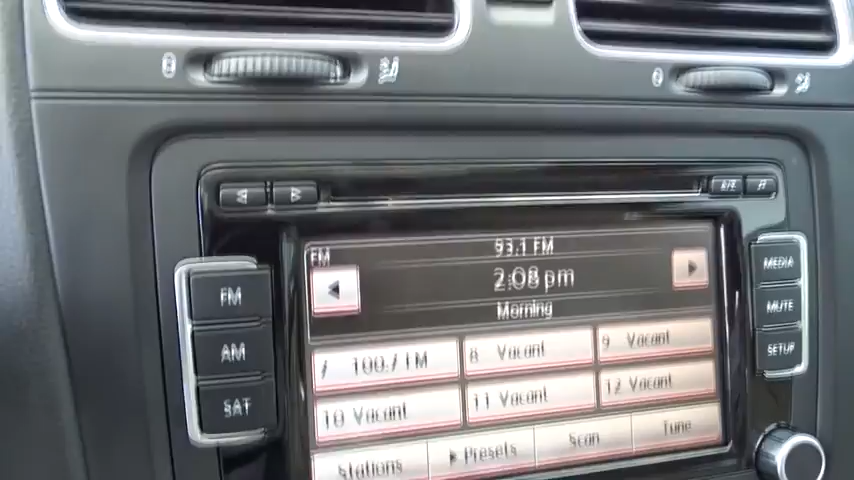 FM 93.1 FM
2:08 pm
Morning
FM
AM
SAT
MEDIA
MUTE
SETUP
7 100.7 FM 8 Vacant 9 Vacant
10 Vacant 11 Vacant 12 Vacant
Stations Presets Scan Tune